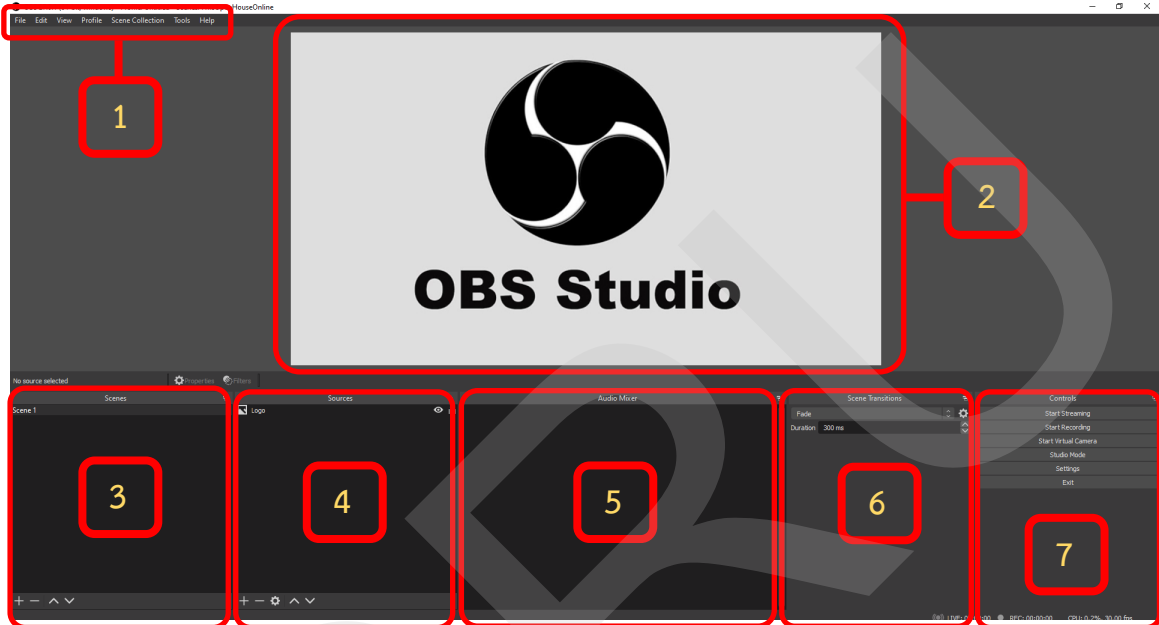 HouseOnline
File Edit View Profile Scene Collection Tools Help
1
2
OBS Studio
No source selected Properties Filters
Scenes Sources Audio Mixer Scene Transitions Controls
Scene 1 Logo Fade Start Streaming
Duration 300 ms Start Recording
Start Virtual Camera
Studio Mode
Settings
Exit
3 4 5 6 7
REC: 00:00:00 CPU: 0.2%, 30.00 fps